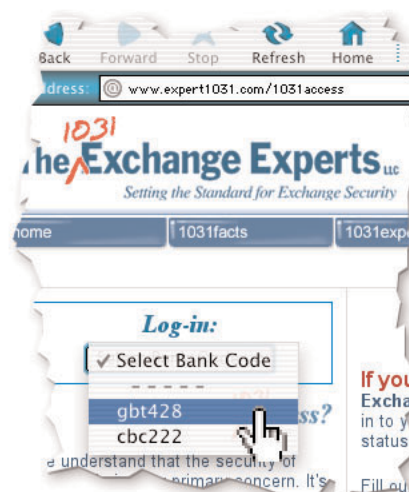 Back Forward Stop Refresh Home
dress: @ www.expert1031.com/1031access
1031
The Exchange Experts LLC
Setting the Standard for Exchange Security
home 1031facts 1031exp
Log-in:
✓ Select Bank Code
- - - - -
gbt428
ss?
cbc222
e understand that the security of
primary concern. It's
If you
Excha
in to y
status
Fill ou